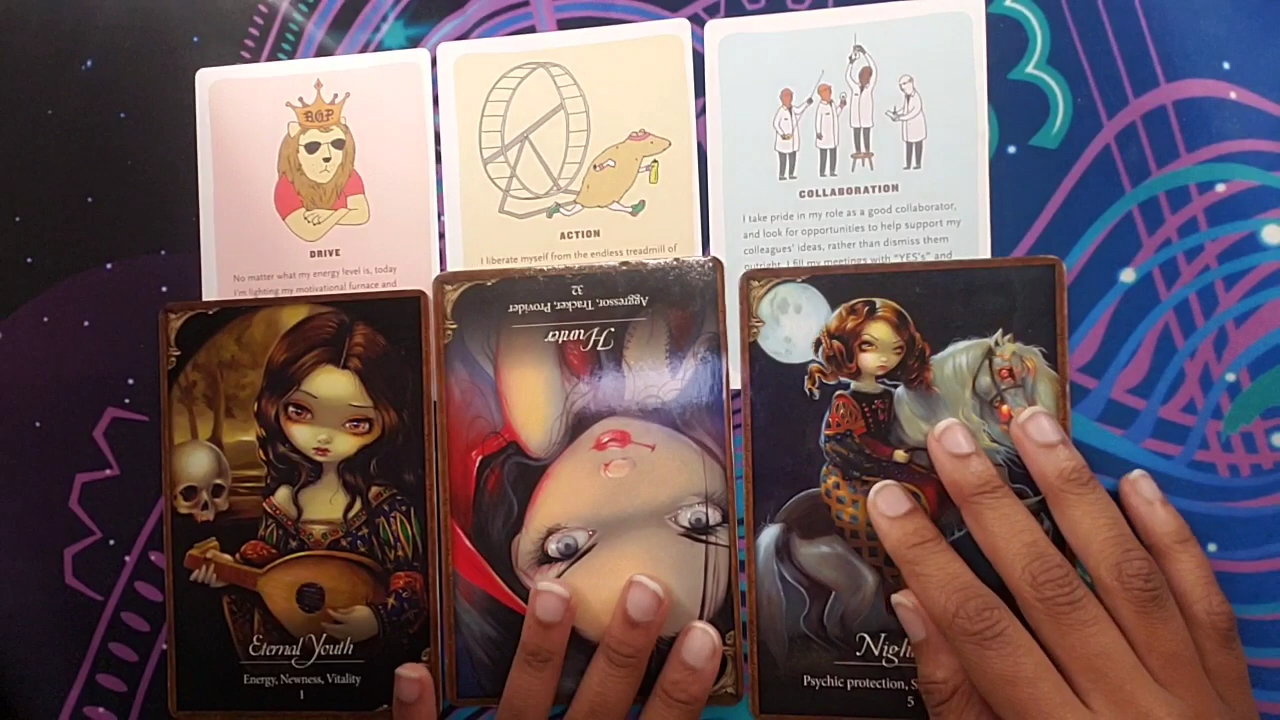 BGP
DRIVE
No matter what my energy level is, today
I'm lighting my motivational furnace and
ACTION
I liberate myself from the endless treadmill of
COLLABORATION
I take pride in my role as a good collaborator,
and look for opportunities to help support my
colleagues' ideas, rather than dismiss them
outright. I fill my meetings with "YES's" and
Eternal Youth
Energy, Newness, Vitality
1
Hunter
Aggressor, Tracker, Provider
32
Psychic protection,
5